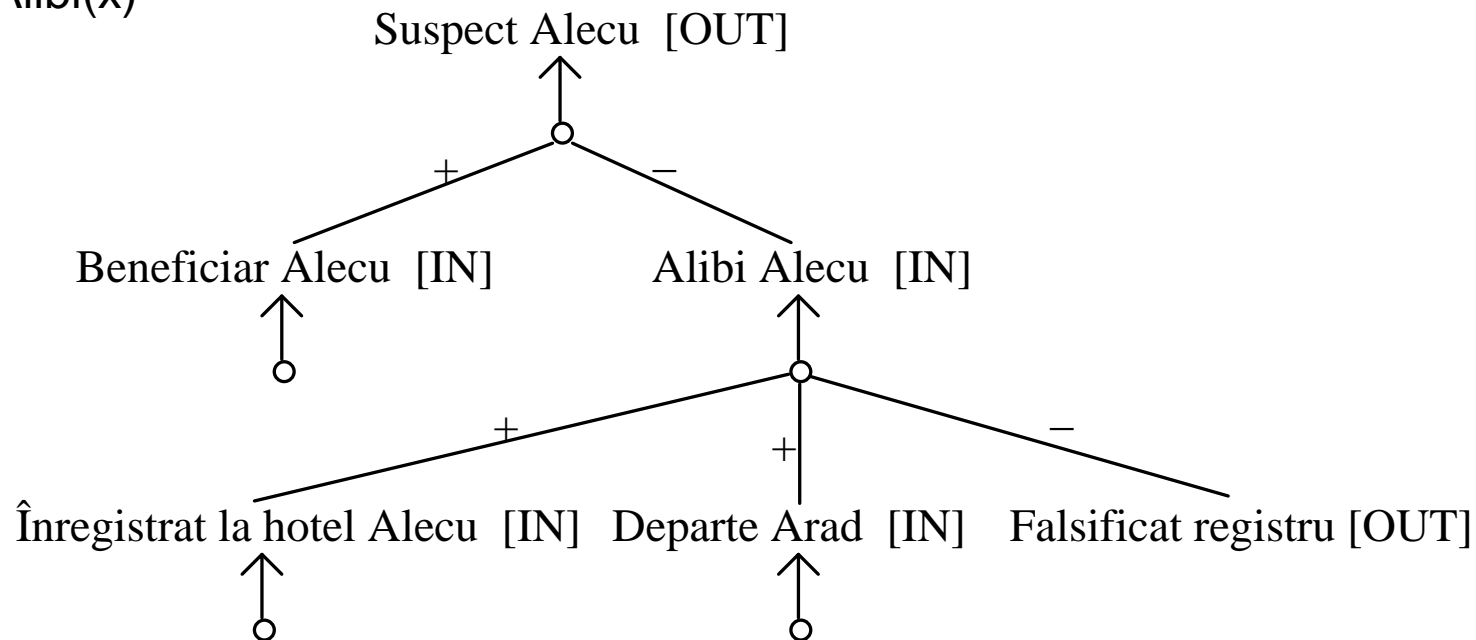 Alibi(x)
Suspect Alecu [OUT]
+ −
Beneficiar Alecu [IN] Alibi Alecu [IN]
+ + −
Înregistrat la hotel Alecu [IN] Departe Arad [IN] Falsificat registru [OUT]